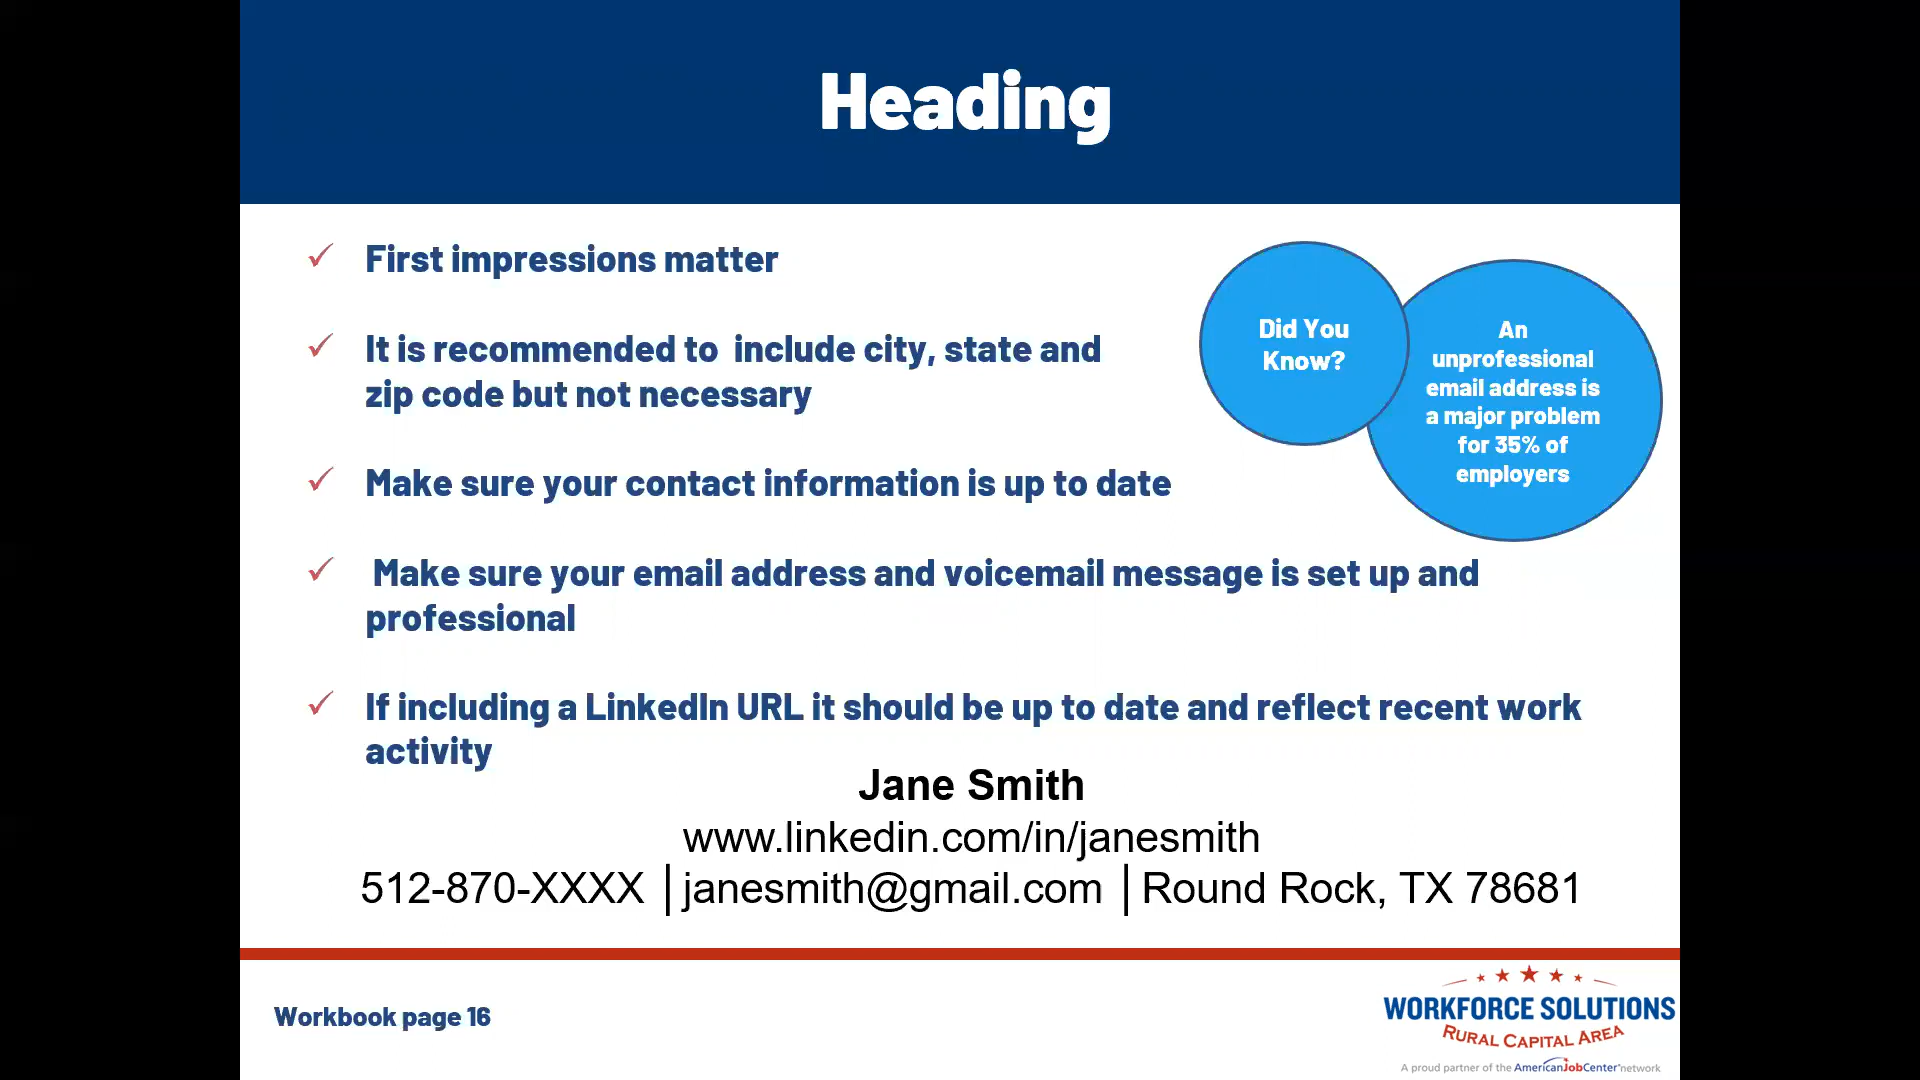 Heading
First impressions matter
It is recommended to  include city, state and
zip code but not necessary
Make sure your contact information is up to date
Make sure your email address and voicemail message is set up and
professional
If including a LinkedIn URL it should be up to date and reflect recent work
activity
Did You
Know?
An
unprofessional
email address is
a major problem
for 35% of
employers
Jane Smith
www.linkedin.com/in/janesmith
512-870-XXXX │janesmith@gmail.com │Round Rock, TX 78681
Workbook page 16
WORKFORCE SOLUTIONS
RURAL CAPITAL AREA
A proud partner of the AmericanJobCenter® network